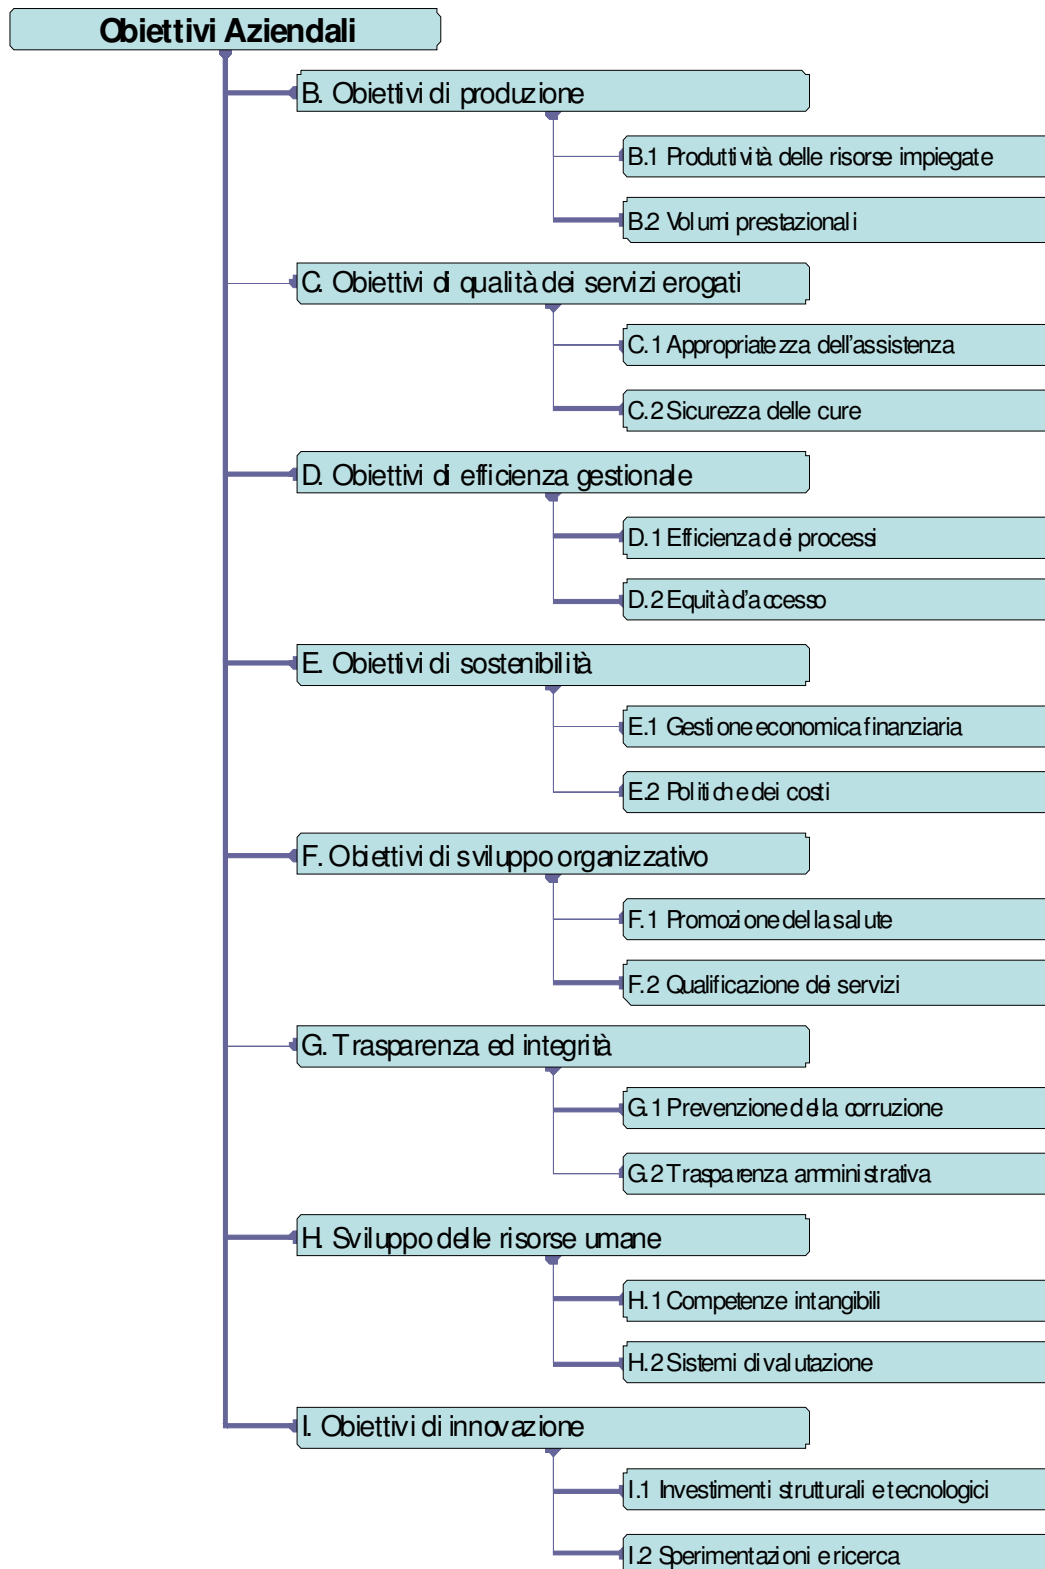 Obiettivi Aziendali
B. Obiettivi di produzione
B.1 Produttività delle risorse impiegate
B.2 Volumi prestazionali
C. Obiettivi di qualità dei servizi erogati
C.1 Appropriatezza dell'assistenza
C.2 Sicurezza delle cure
D. Obiettivi di efficienza gestionale
D.1 Efficienza dei processi
D.2 Equità d'accesso
E. Obiettivi di sostenibilità
E.1 Gestione economica finanziaria
E.2 Politiche dei costi
F. Obiettivi di sviluppo organizzativo
F.1 Promozione della salute
F.2 Qualificazione dei servizi
G. Trasparenza ed integrità
G.1 Prevenzione della corruzione
G.2 Trasparenza amministrativa
H. Sviluppo delle risorse umane
H.1 Competenze intangibili
H.2 Sistemi di valutazione
I. Obiettivi di innovazione
I.1 Investimenti strutturali e tecnologici
I.2 Sperimentazioni e ricerca